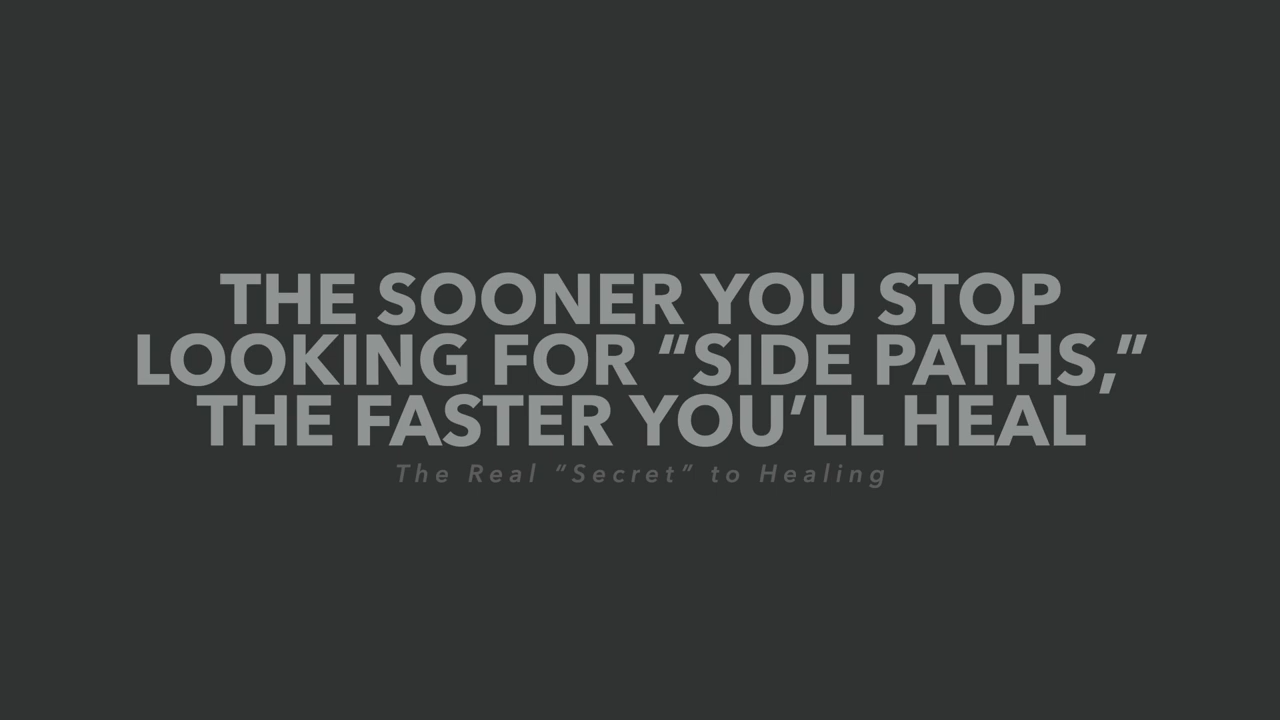 THE SOONER YOU STOP
LOOKING FOR “SIDE PATHS,”
THE FASTER YOU’LL HEAL
The Real “Secret” to Healing